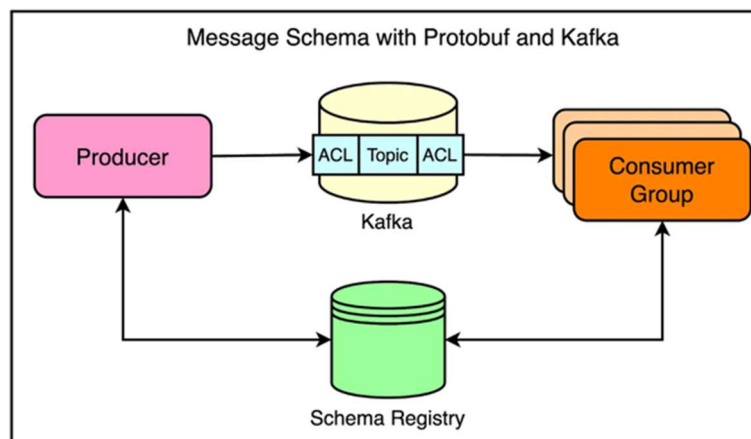 Message Schema with Protobuf and Kafka
Producer
ACL Topic ACL
Kafka
Consumer
Group
Schema Registry